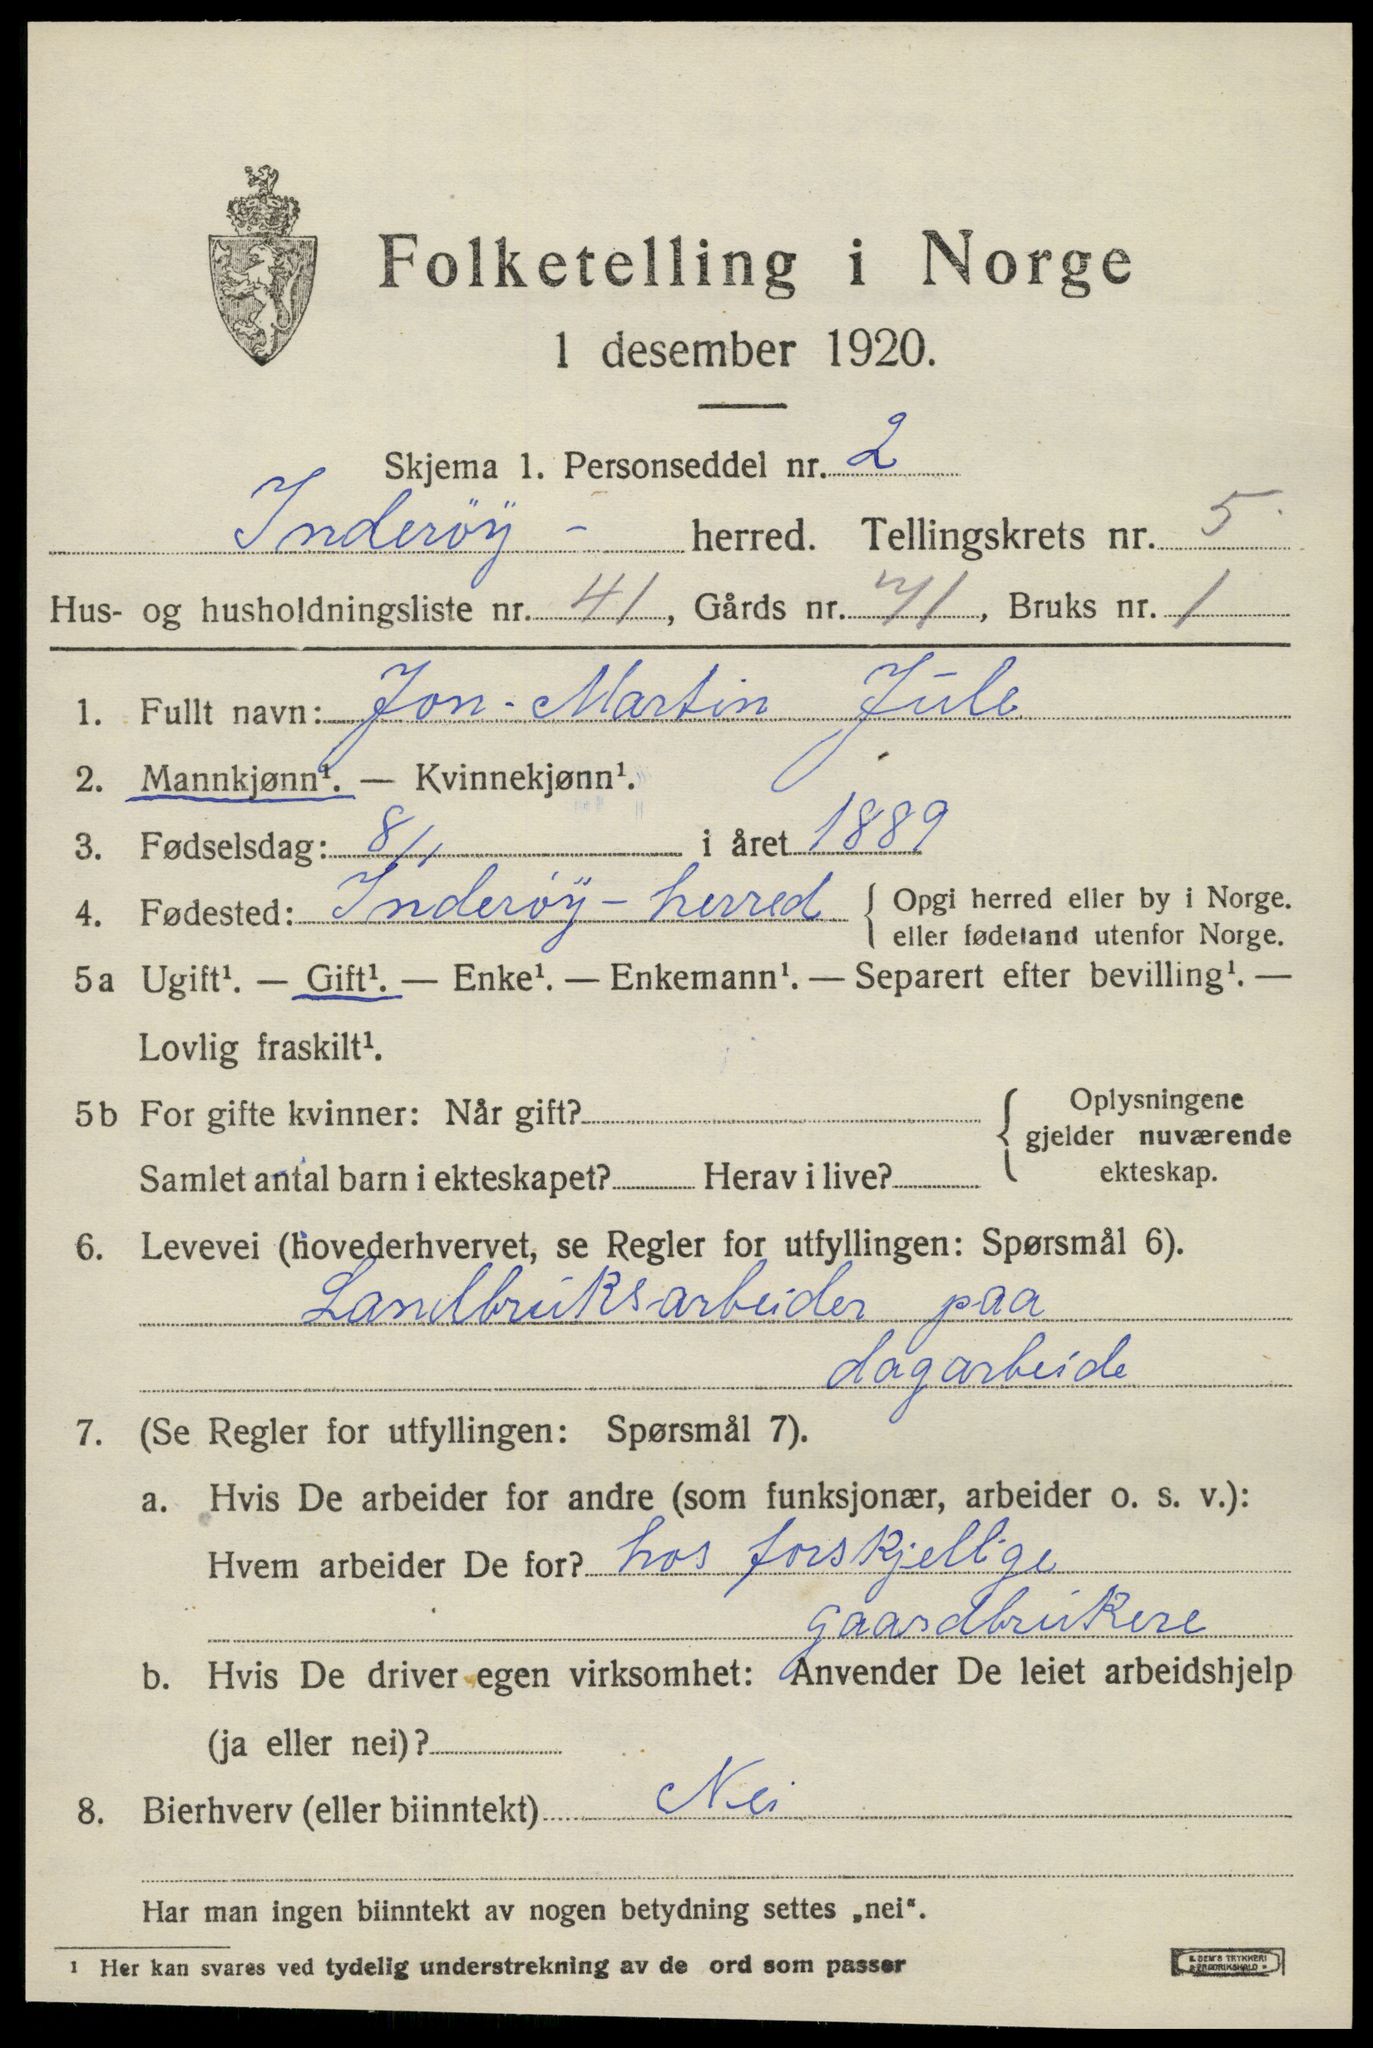 Folketelling i Norge
1 desember 1920.
Skjema 1. Personseddel nr. 2
Inderöy - herred. Tellingskrets nr. 5
Hus- og husholdningsliste nr. 41, Gårds nr. 71, Bruks nr. 1
1. Fullt navn: Jon Martin Jule
2. Mannkjønn¹. — Kvinnekjønn¹.
3. Fødselsdag: 8/1 i året 1889
4. Fødested: Inderöy - herred { Opgi herred eller by i Norge.
eller fødeland utenfor Norge.
5a Ugift¹. — Gift¹. — Enke¹. — Enkemann¹. — Separert efter bevilling¹. —
Lovlig fraskilt¹.
5b For gifte kvinner: Når gift? { Oplysningene
gjelder nuværende
Samlet antal barn i ekteskapet? Herav i live? ekteskap.
6. Levevei (hovederhvervet, se Regler for utfyllingen: Spørsmål 6).
Landbruksarbeider paa
dagarbeide
7. (Se Regler for utfyllingen: Spørsmål 7).
a. Hvis De arbeider for andre (som funksjonær, arbeider o. s. v.):
Hvem arbeider De for? hos forskjellige
gaardbrukere
b. Hvis De driver egen virksomhet: Anvender De leiet arbeidshjelp
(ja eller nei)?
8. Bierhverv (eller biinntekt) Nei
Har man ingen biinntekt av nogen betydning settes „nei“.
¹ Her kan svares ved tydelig understrekning av de ord som passer